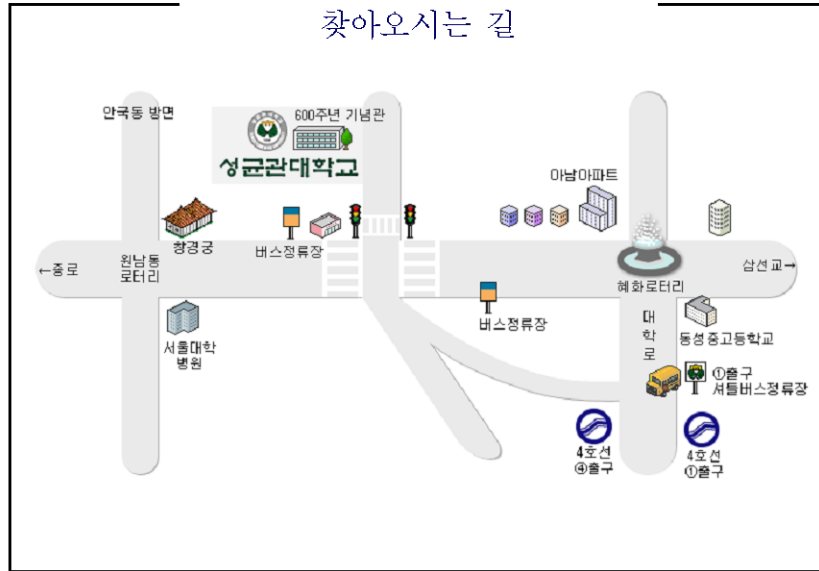 찾아오시는 길
안국동 방면
600주년 기념관
성균관대학교
아남아파트
창경궁
버스정류장
←종로
원남동
로터리
삼선교→
혜화로터리
서울대학
병원
버스정류장
대
학
로
동성중고등학교
①출구
셔틀버스정류장
4호선
④출구
4호선
①출구